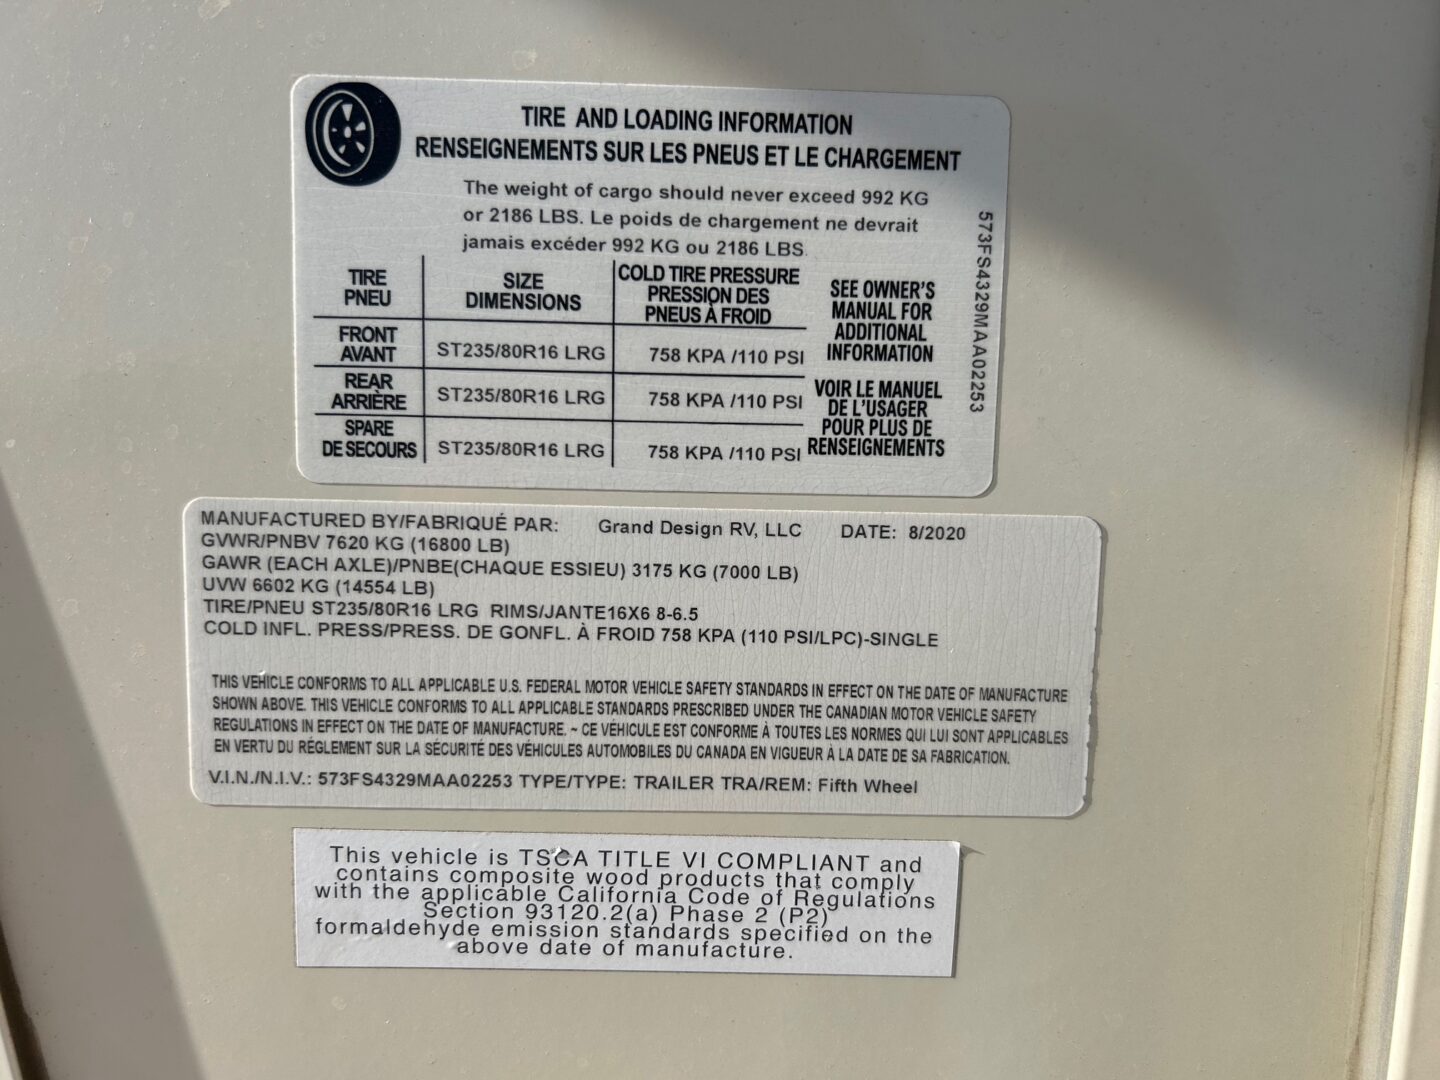 TIRE AND LOADING INFORMATION
RENSEIGNEMENTS SUR LES PNEUS ET LE CHARGEMENT
The weight of cargo should never exceed 992 KG
or 2186 LBS. Le poids de chargement ne devrait
jamais excéder 992 KG ou 2186 LBS.
TIRE
PNEU
SIZE
DIMENSIONS
COLD TIRE PRESSURE
PRESSION DES
PNEUS À FROID
FRONT
AVANT
ST235/80R16 LRG
758 KPA /110 PSI
REAR
ARRIÈRE
ST235/80R16 LRG
758 KPA /110 PSI
SPARE
DE SECOURS
ST235/80R16 LRG
758 KPA /110 PSI
SEE OWNER'S
MANUAL FOR
ADDITIONAL
INFORMATION
VOIR LE MANUEL
DE L'USAGER
POUR PLUS DE
RENSEIGNEMENTS
573FS4329MAA02253
MANUFACTURED BY/FABRIQUÉ PAR: Grand Design RV, LLC DATE: 8/2020
GVWR/PNBV 7620 KG (16800 LB)
GAWR (EACH AXLE)/PNBE(CHAQUE ESSIEU) 3175 KG (7000 LB)
UVW 6602 KG (14554 LB)
TIRE/PNEU ST235/80R16 LRG RIMS/JANTE16X6 8-6.5
COLD INFL. PRESS/PRESS. DE GONFL. À FROID 758 KPA (110 PSI/LPC)-SINGLE
THIS VEHICLE CONFORMS TO ALL APPLICABLE U.S. FEDERAL MOTOR VEHICLE SAFETY STANDARDS IN EFFECT ON THE DATE OF MANUFACTURE
SHOWN ABOVE. THIS VEHICLE CONFORMS TO ALL APPLICABLE STANDARDS PRESCRIBED UNDER THE CANADIAN MOTOR VEHICLE SAFETY
REGULATIONS IN EFFECT ON THE DATE OF MANUFACTURE. ~ CE VÉHICULE EST CONFORME À TOUTES LES NORMES QUI LUI SONT APPLICABLES
EN VERTU DU RÉGLEMENT SUR LA SÉCURITÉ DES VÉHICULES AUTOMOBILES DU CANADA EN VIGUEUR À LA DATE DE SA FABRICATION.
V.I.N./N.I.V.: 573FS4329MAA02253 TYPE/TYPE: TRAILER TRA/REM: Fifth Wheel
This vehicle is TSCA TITLE VI COMPLIANT and
contains composite wood products that comply
with the applicable California Code of Regulations
Section 93120.2(a) Phase 2 (P2)
formaldehyde emission standards specified on the
above date of manufacture.